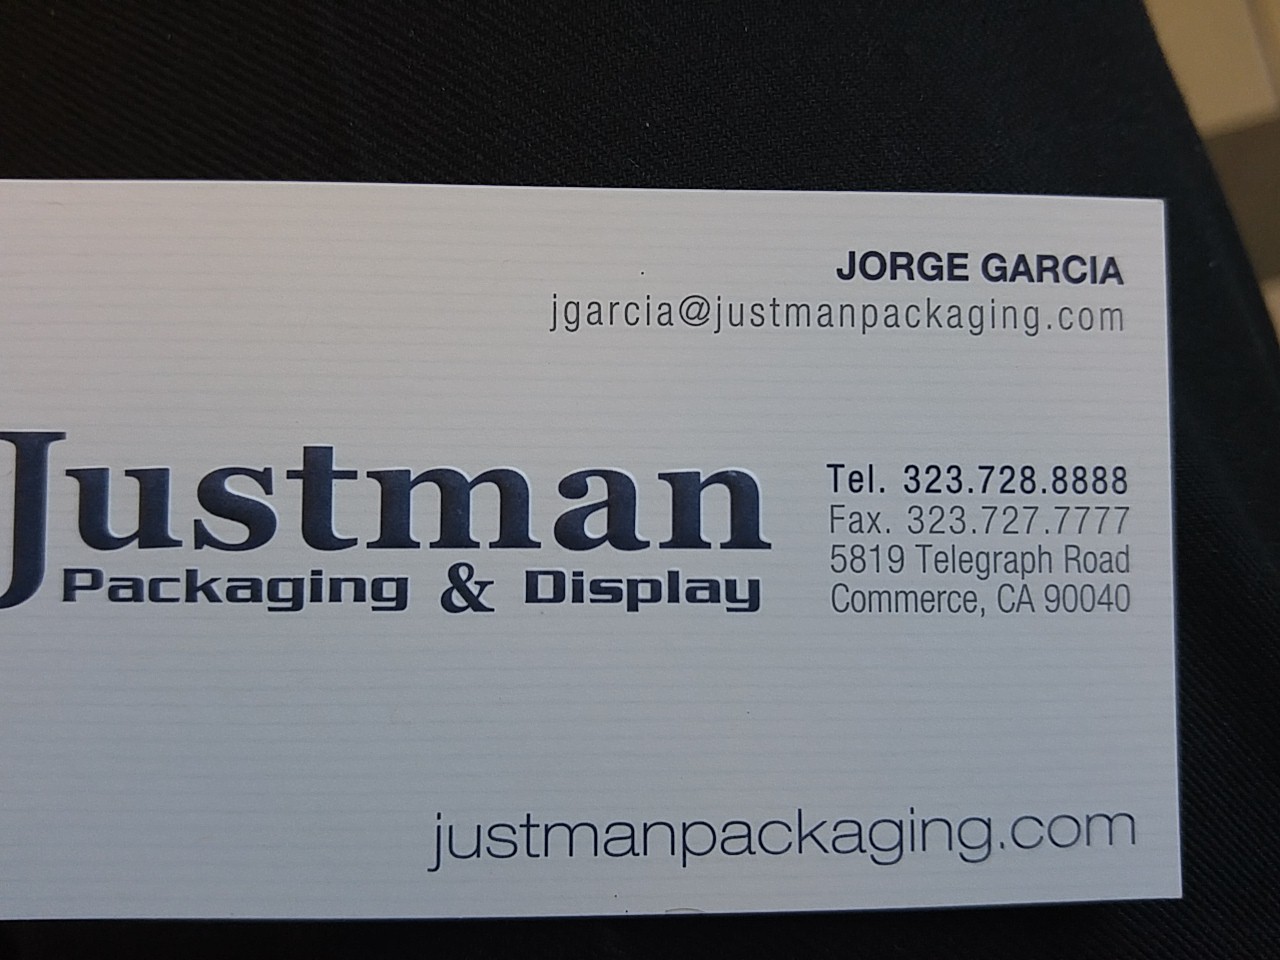 JORGE GARCIA
jgarcia@justmanpackaging.com
Justman
Packaging & Display
Tel. 323.728.8888
Fax. 323.727.7777
5819 Telegraph Road
Commerce, CA 90040
justmanpackaging.com